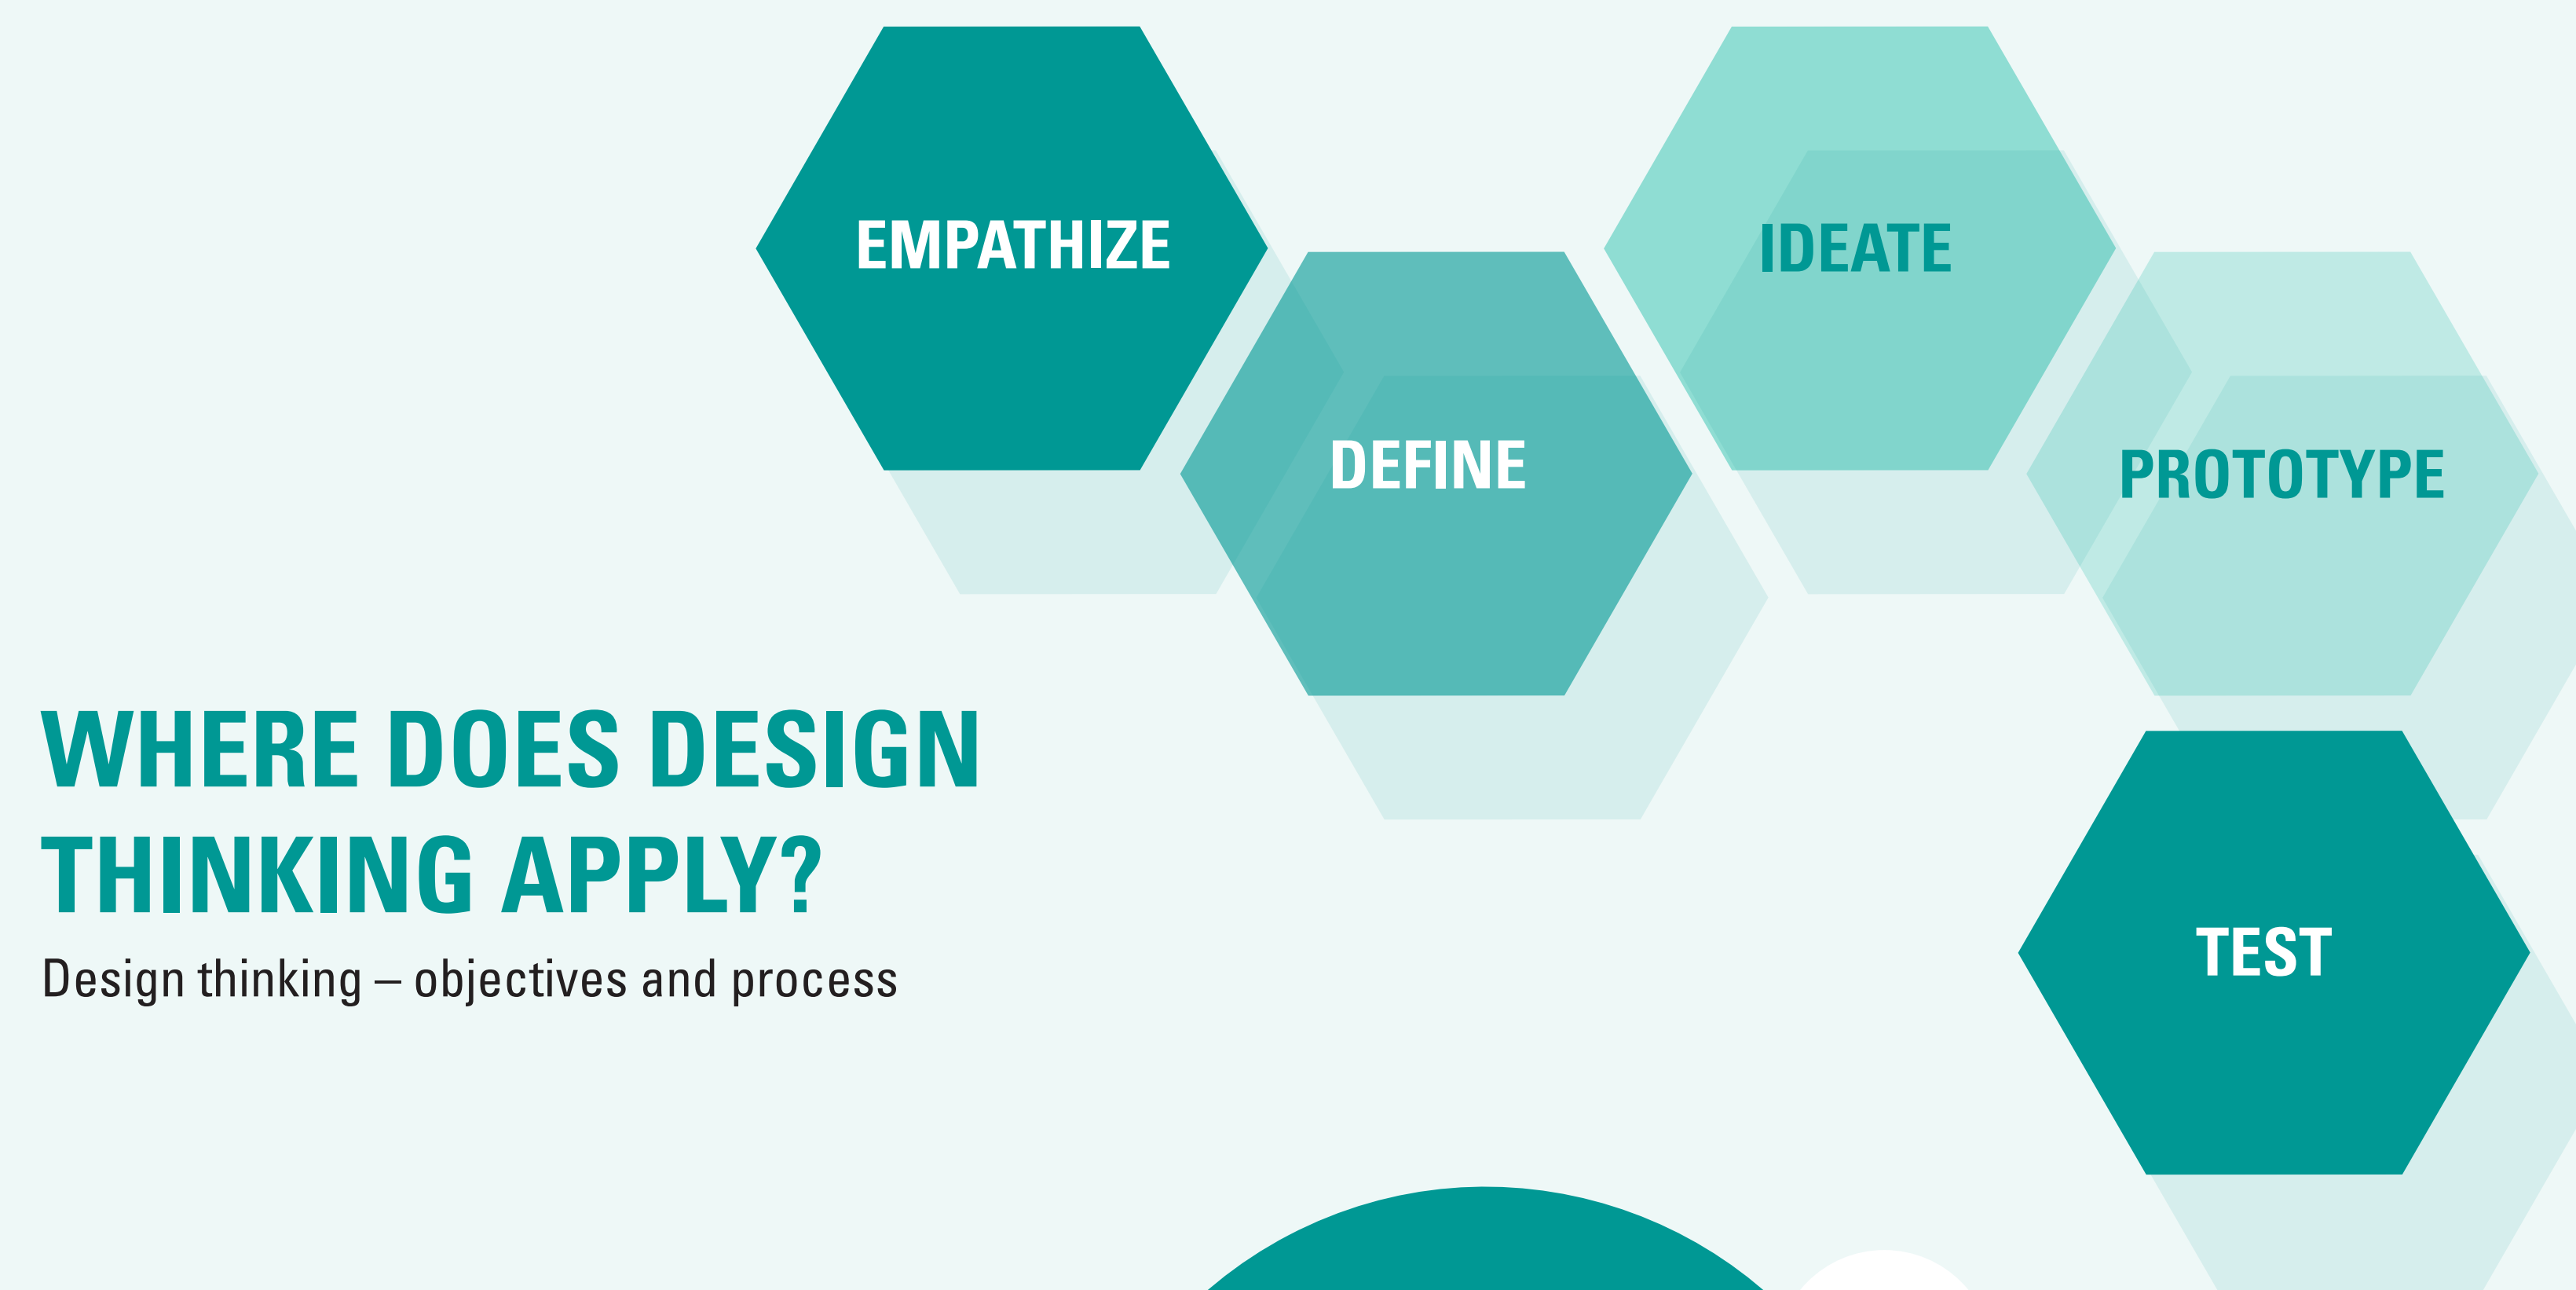 EMPATHIZE
DEFINE
IDEATE
PROTOTYPE
TEST
WHERE DOES DESIGN
THINKING APPLY?
Design thinking – objectives and process